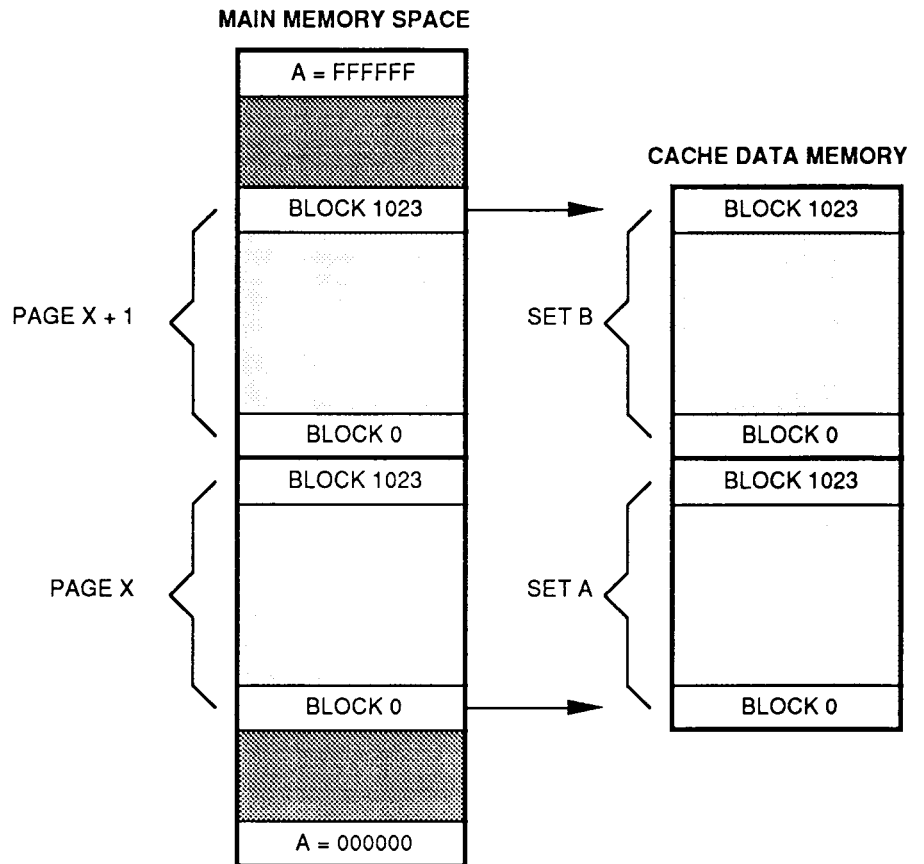 MAIN MEMORY SPACE
A = FFFFFF
CACHE DATA MEMORY
BLOCK 1023
BLOCK 1023
PAGE X + 1
SET B
BLOCK 0
BLOCK 0
BLOCK 1023
BLOCK 1023
PAGE X
SET A
BLOCK 0
BLOCK 0
A = 000000